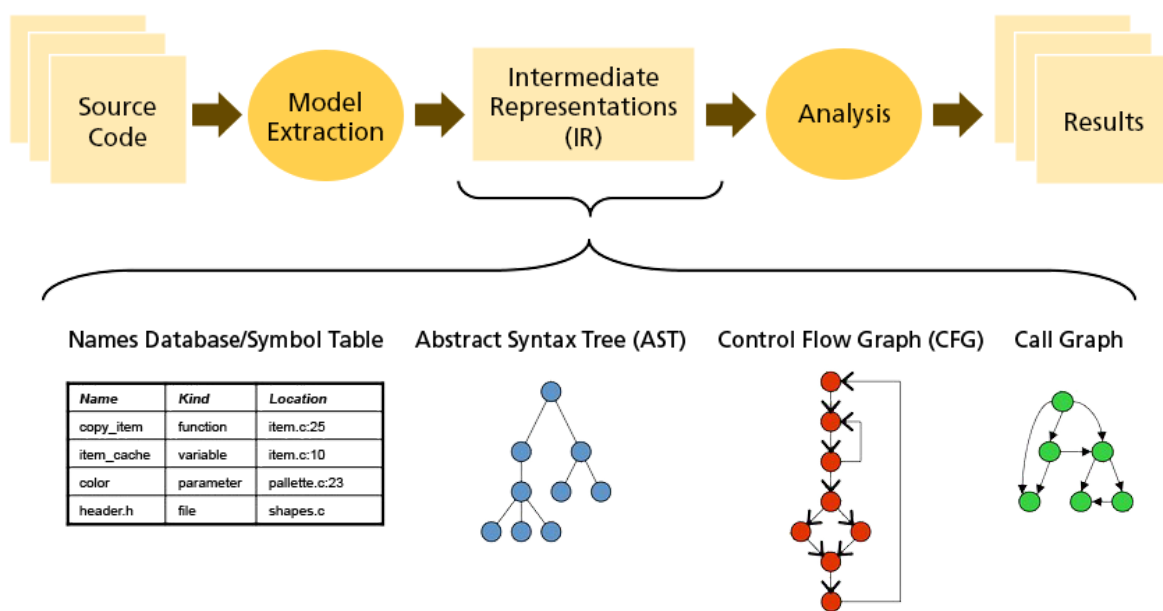 Source
Code
Model
Extraction
Intermediate
Representations
(IR)
Analysis
Results
Names Database/Symbol Table
Abstract Syntax Tree (AST)
Control Flow Graph (CFG)
Call Graph
Name Kind Location
copy_item function item.c:25
item_cache variable item.c:10
color parameter pallette.c:23
header.h file shapes.c